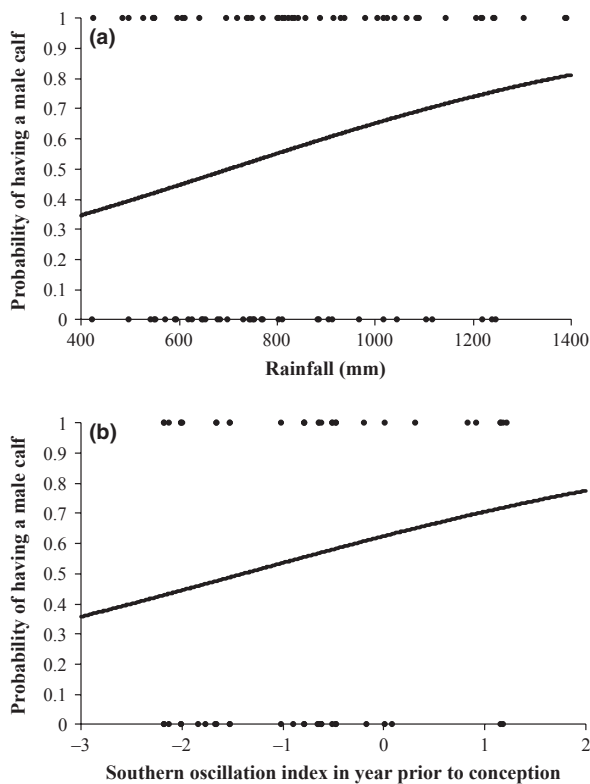 (a)
Probability of having a male calf
1
0.9
0.8
0.7
0.6
0.5
0.4
0.3
0.2
0.1
0
400 600 800 1000 1200 1400
Rainfall (mm)
(b)
Probability of having a male calf
1
0.9
0.8
0.7
0.6
0.5
0.4
0.3
0.2
0.1
0
–3 –2 –1 0 1 2
Southern oscillation index in year prior to conception